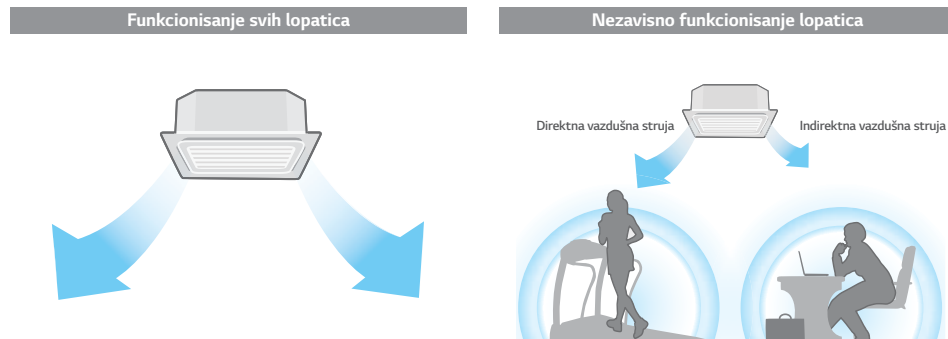 Funkcionisanje svih lopatica
Nezavisno funkcionisanje lopatica
Direktna vazdušna struja
Indirektna vazdušna struja